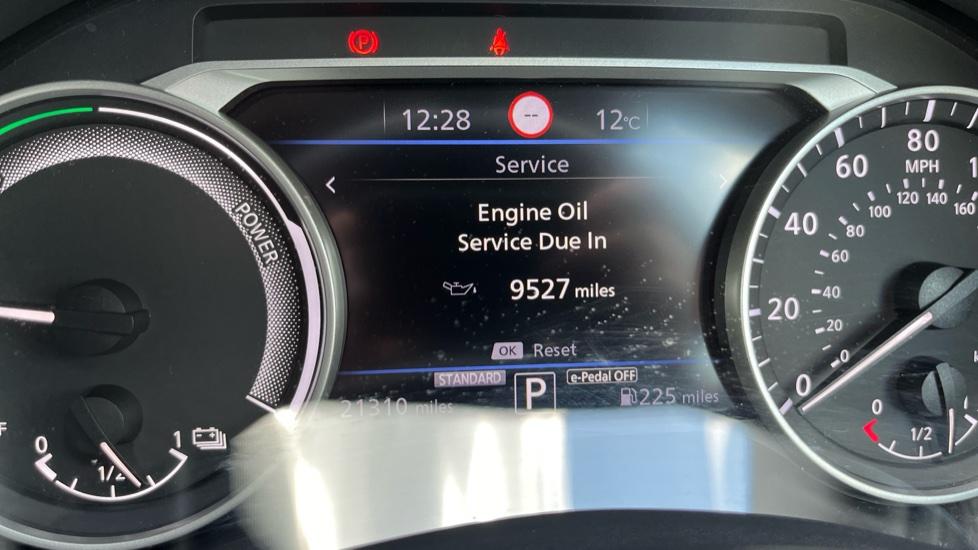 P
12:28
--
12°C
Service
Engine Oil
Service Due In
9527 miles
OK Reset
STANDARD
P
e-Pedal OFF
21310 miles
225 miles
POWER
0
1/2
1
0
20
40
60
80
MPH
0
20
40
60
80
100
120
140
160
0
1/2